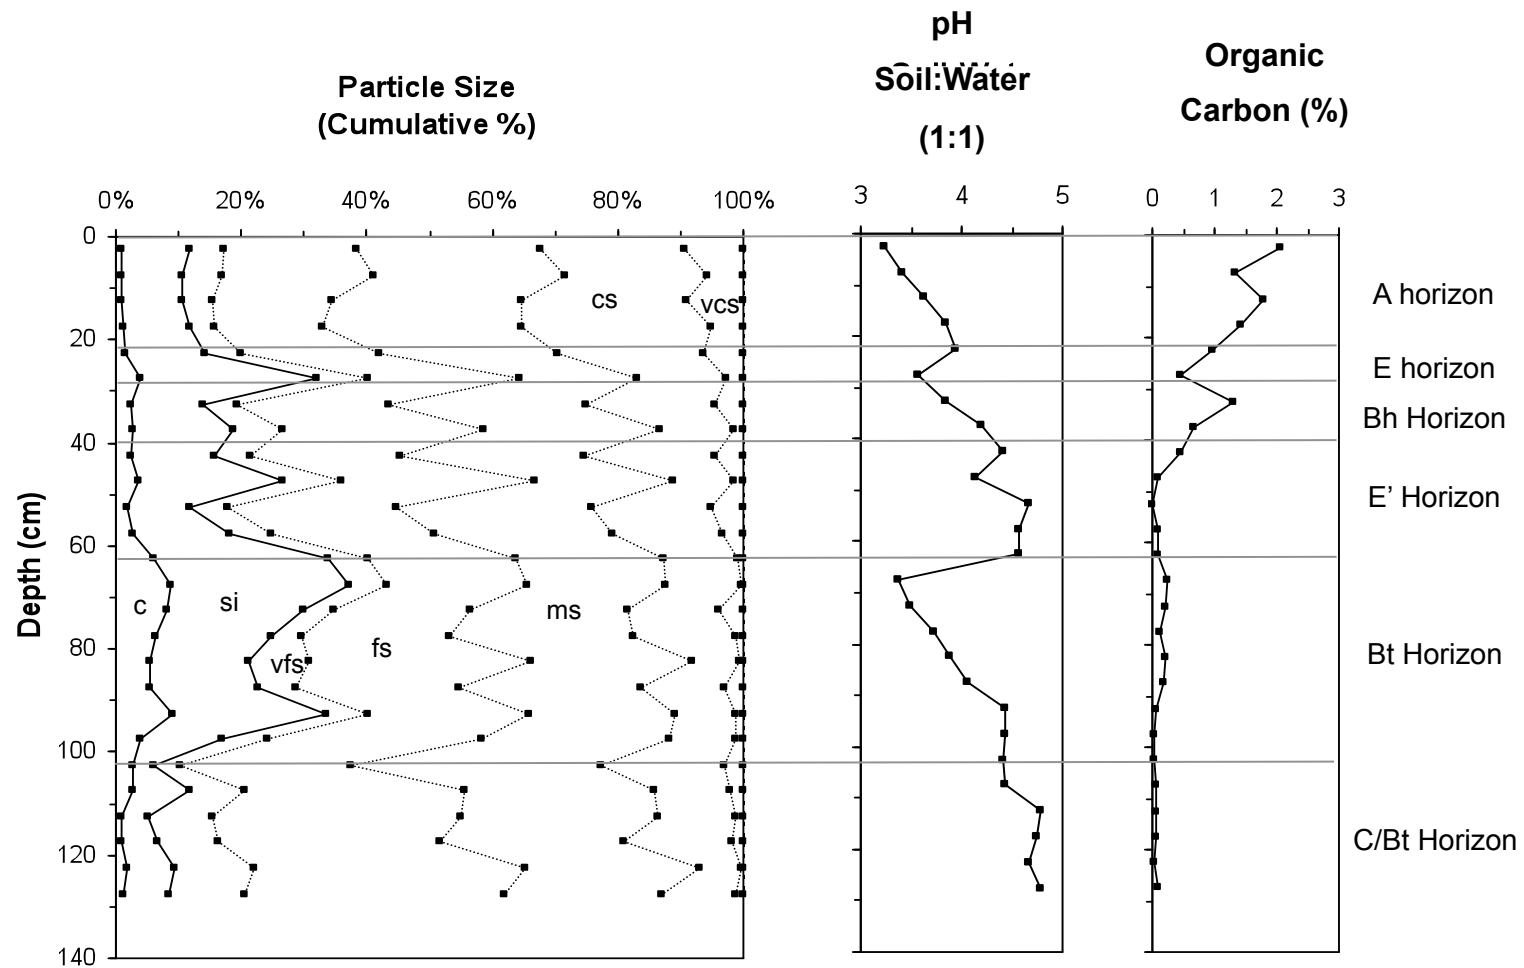 pH
Soil:Water
(1:1)
Organic
Carbon (%)
Particle Size
(Cumulative %)
0% 20% 40% 60% 80% 100%
3 4 5
0 1 2 3
Depth (cm)
0
20
40
60
80
100
120
140
cs
vcs
c
si
vfs
fs
ms
A horizon
E horizon
Bh Horizon
E’ Horizon
Bt Horizon
C/Bt Horizon